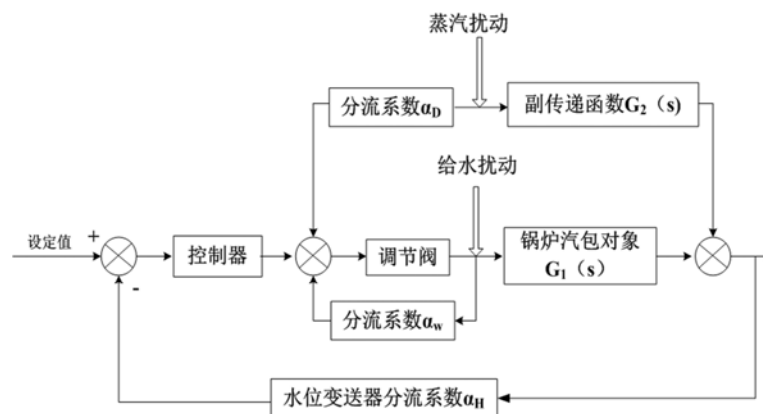 蒸汽扰动
分流系数αD
副传递函数G2（s)
给水扰动
设定值
+
控制器
调节阀
锅炉汽包对象
G1（s）
-
分流系数αw
水位变送器分流系数αH